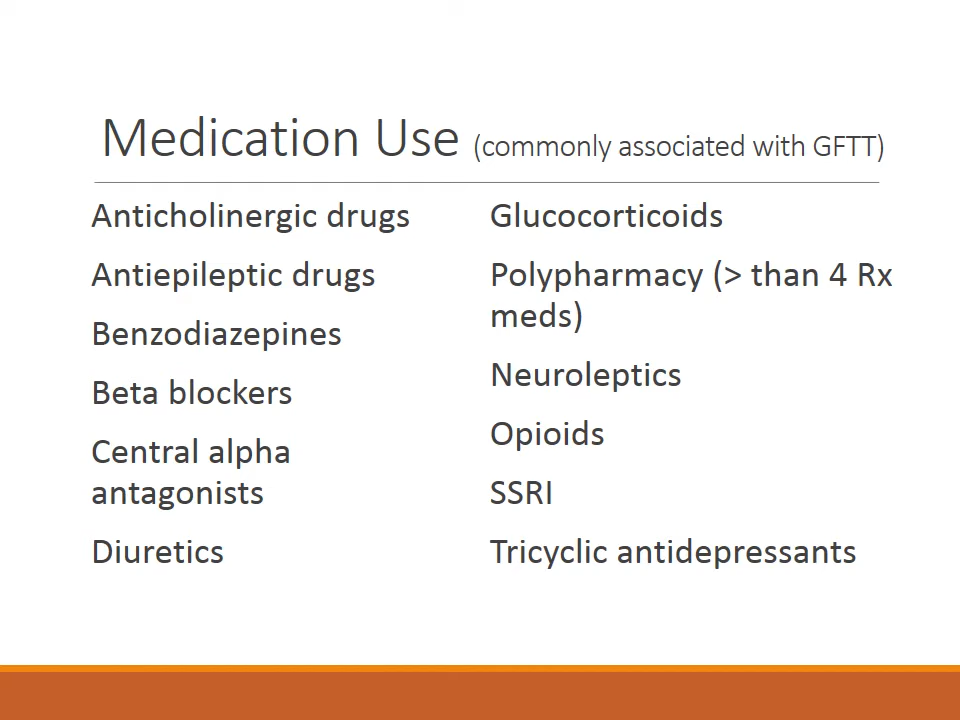 Medication Use (commonly associated with GFTT)
Anticholinergic drugs
Antiepileptic drugs
Benzodiazepines
Beta blockers
Central alpha
antagonists
Diuretics
Glucocorticoids
Polypharmacy (> than 4 Rx
meds)
Neuroleptics
Opioids
SSRI
Tricyclic antidepressants